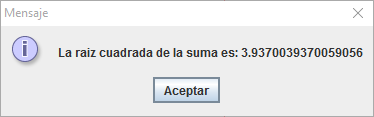 Mensaje
La raiz cuadrada de la suma es: 3.9370039370059056
Aceptar